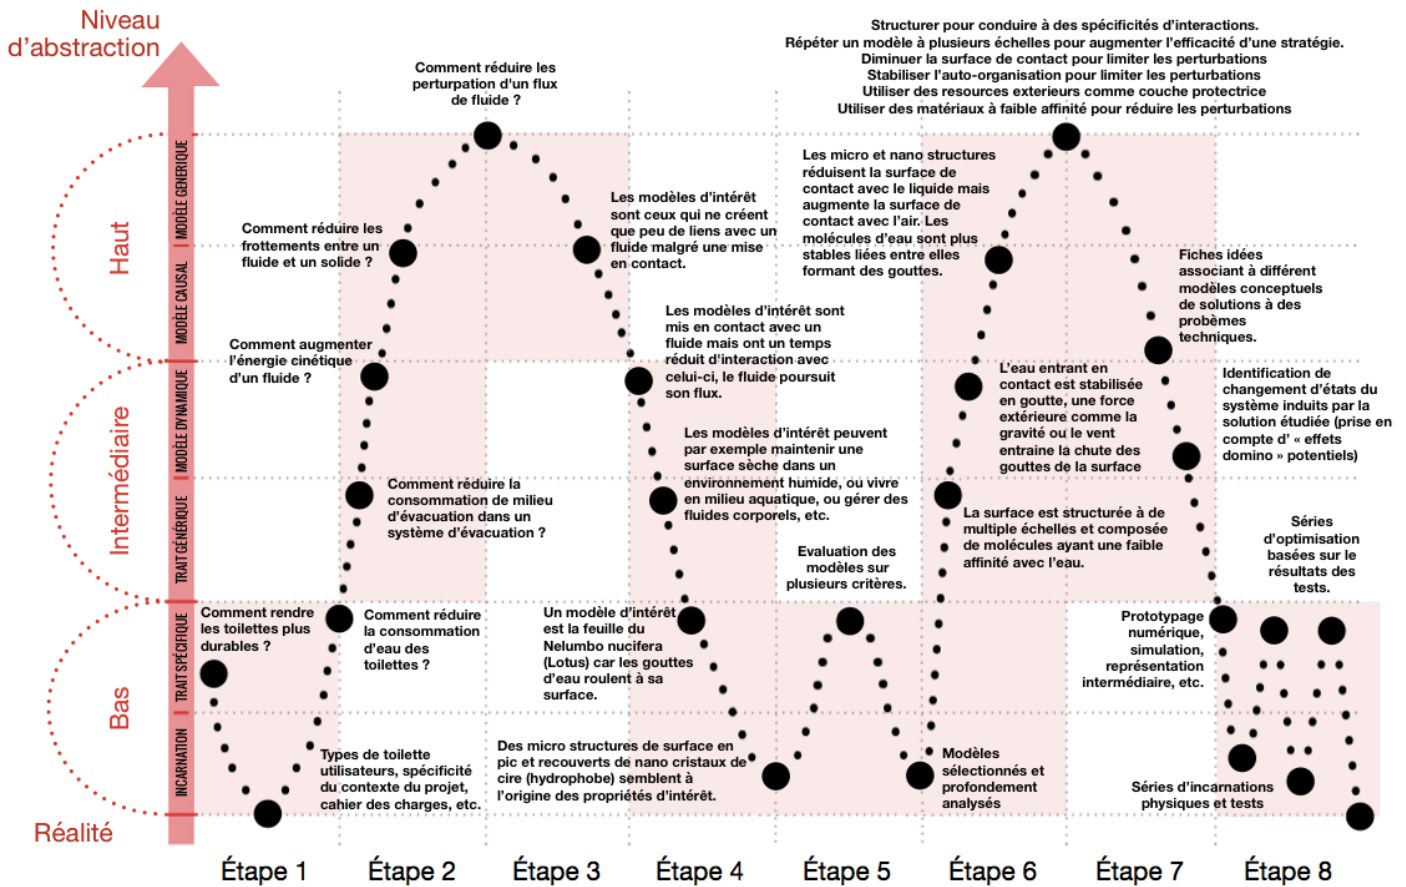 Niveau
d'abstraction
Structurer pour conduire à des spécificités d'interactions.
Répéter un modèle à plusieurs échelles pour augmenter l'efficacité d'une stratégie.
Diminuer la surface de contact pour limiter les perturbations
Stabiliser l'auto-organisation pour limiter les perturbations
Utiliser des resources exterieurs comme couche protectrice
Utiliser des matériaux à faible affinité pour réduire les perturbations
Comment réduire les
perturpation d'un flux
de fluide ?
Haut
Intermédiaire
Bas
Réalité
MODÈLE GENERIQUE
MODÈLE CAUSAL
MODÈLE DYNAMIQUE
TRAIT GÉNÉRIQUE
TRAIT SPÉCIFIQUE
INCARNATION
Comment réduire les
frottements entre un
fluide et un solide ?
Les modèles d'intérêt
sont ceux qui ne créent
que peu de liens avec un
fluide malgré une mise
en contact.
Les micro et nano structures
réduisent la surface de
contact avec le liquide mais
augmente la surface de
contact avec l'air. Les
molécules d'eau sont plus
stables liées entre elles
formant des gouttes.
Fiches idées
associant à différent
modèles conceptuels
de solutions à des
probèmes
techniques.
Comment augmenter
l'énergie cinétique
d'un fluide ?
Les modèles d'intérêt sont
mis en contact avec un
fluide mais ont un temps
réduit d'interaction avec
celui-ci, le fluide poursuit
son flux.
L'eau entrant en
contact est stabilisée
en goutte, une force
extérieure comme la
gravité ou le vent
entraine la chute des
gouttes de la surface
Identification de
changement d'états du
système induits par la
solution étudiée (prise en
compte d' « effets
domino » potentiels)
Comment réduire la
consommation de milieu
d'évacuation dans un
système d'évacuation ?
Les modèles d'intérêt peuvent
par exemple maintenir une
surface sèche dans un
environnement humide, ou vivre
en milieu aquatique, ou gérer des
fluides corporels, etc.
La surface est structurée à de
multiple échelles et composée
de molécules ayant une faible
affinité avec l'eau.
Séries
d'optimisation
basées sur le
résultats des
tests.
Evaluation des
modèles sur
plusieurs critères.
Comment rendre
les toilettes plus
durables ?
Comment réduire
la consommation
d'eau des
toilettes ?
Un modèle d'intérêt
est la feuille du
Nelumbo nucifera
(Lotus) car les gouttes
d'eau roulent à sa
surface.
Prototypage
numérique,
simulation,
représentation
intermédiaire, etc.
Types de toilette
utilisateurs, spécificité
du contexte du projet,
cahier des charges, etc.
Des micro structures de surface en
pic et recouverts de nano cristaux de
cire (hydrophobe) semblent à
l'origine des propriétés d'intérêt.
Modèles
sélectionnés et
profondement
analysés
Séries d'incarnations
physiques et tests
Étape 1
Étape 2
Étape 3
Étape 4
Étape 5
Étape 6
Étape 7
Étape 8